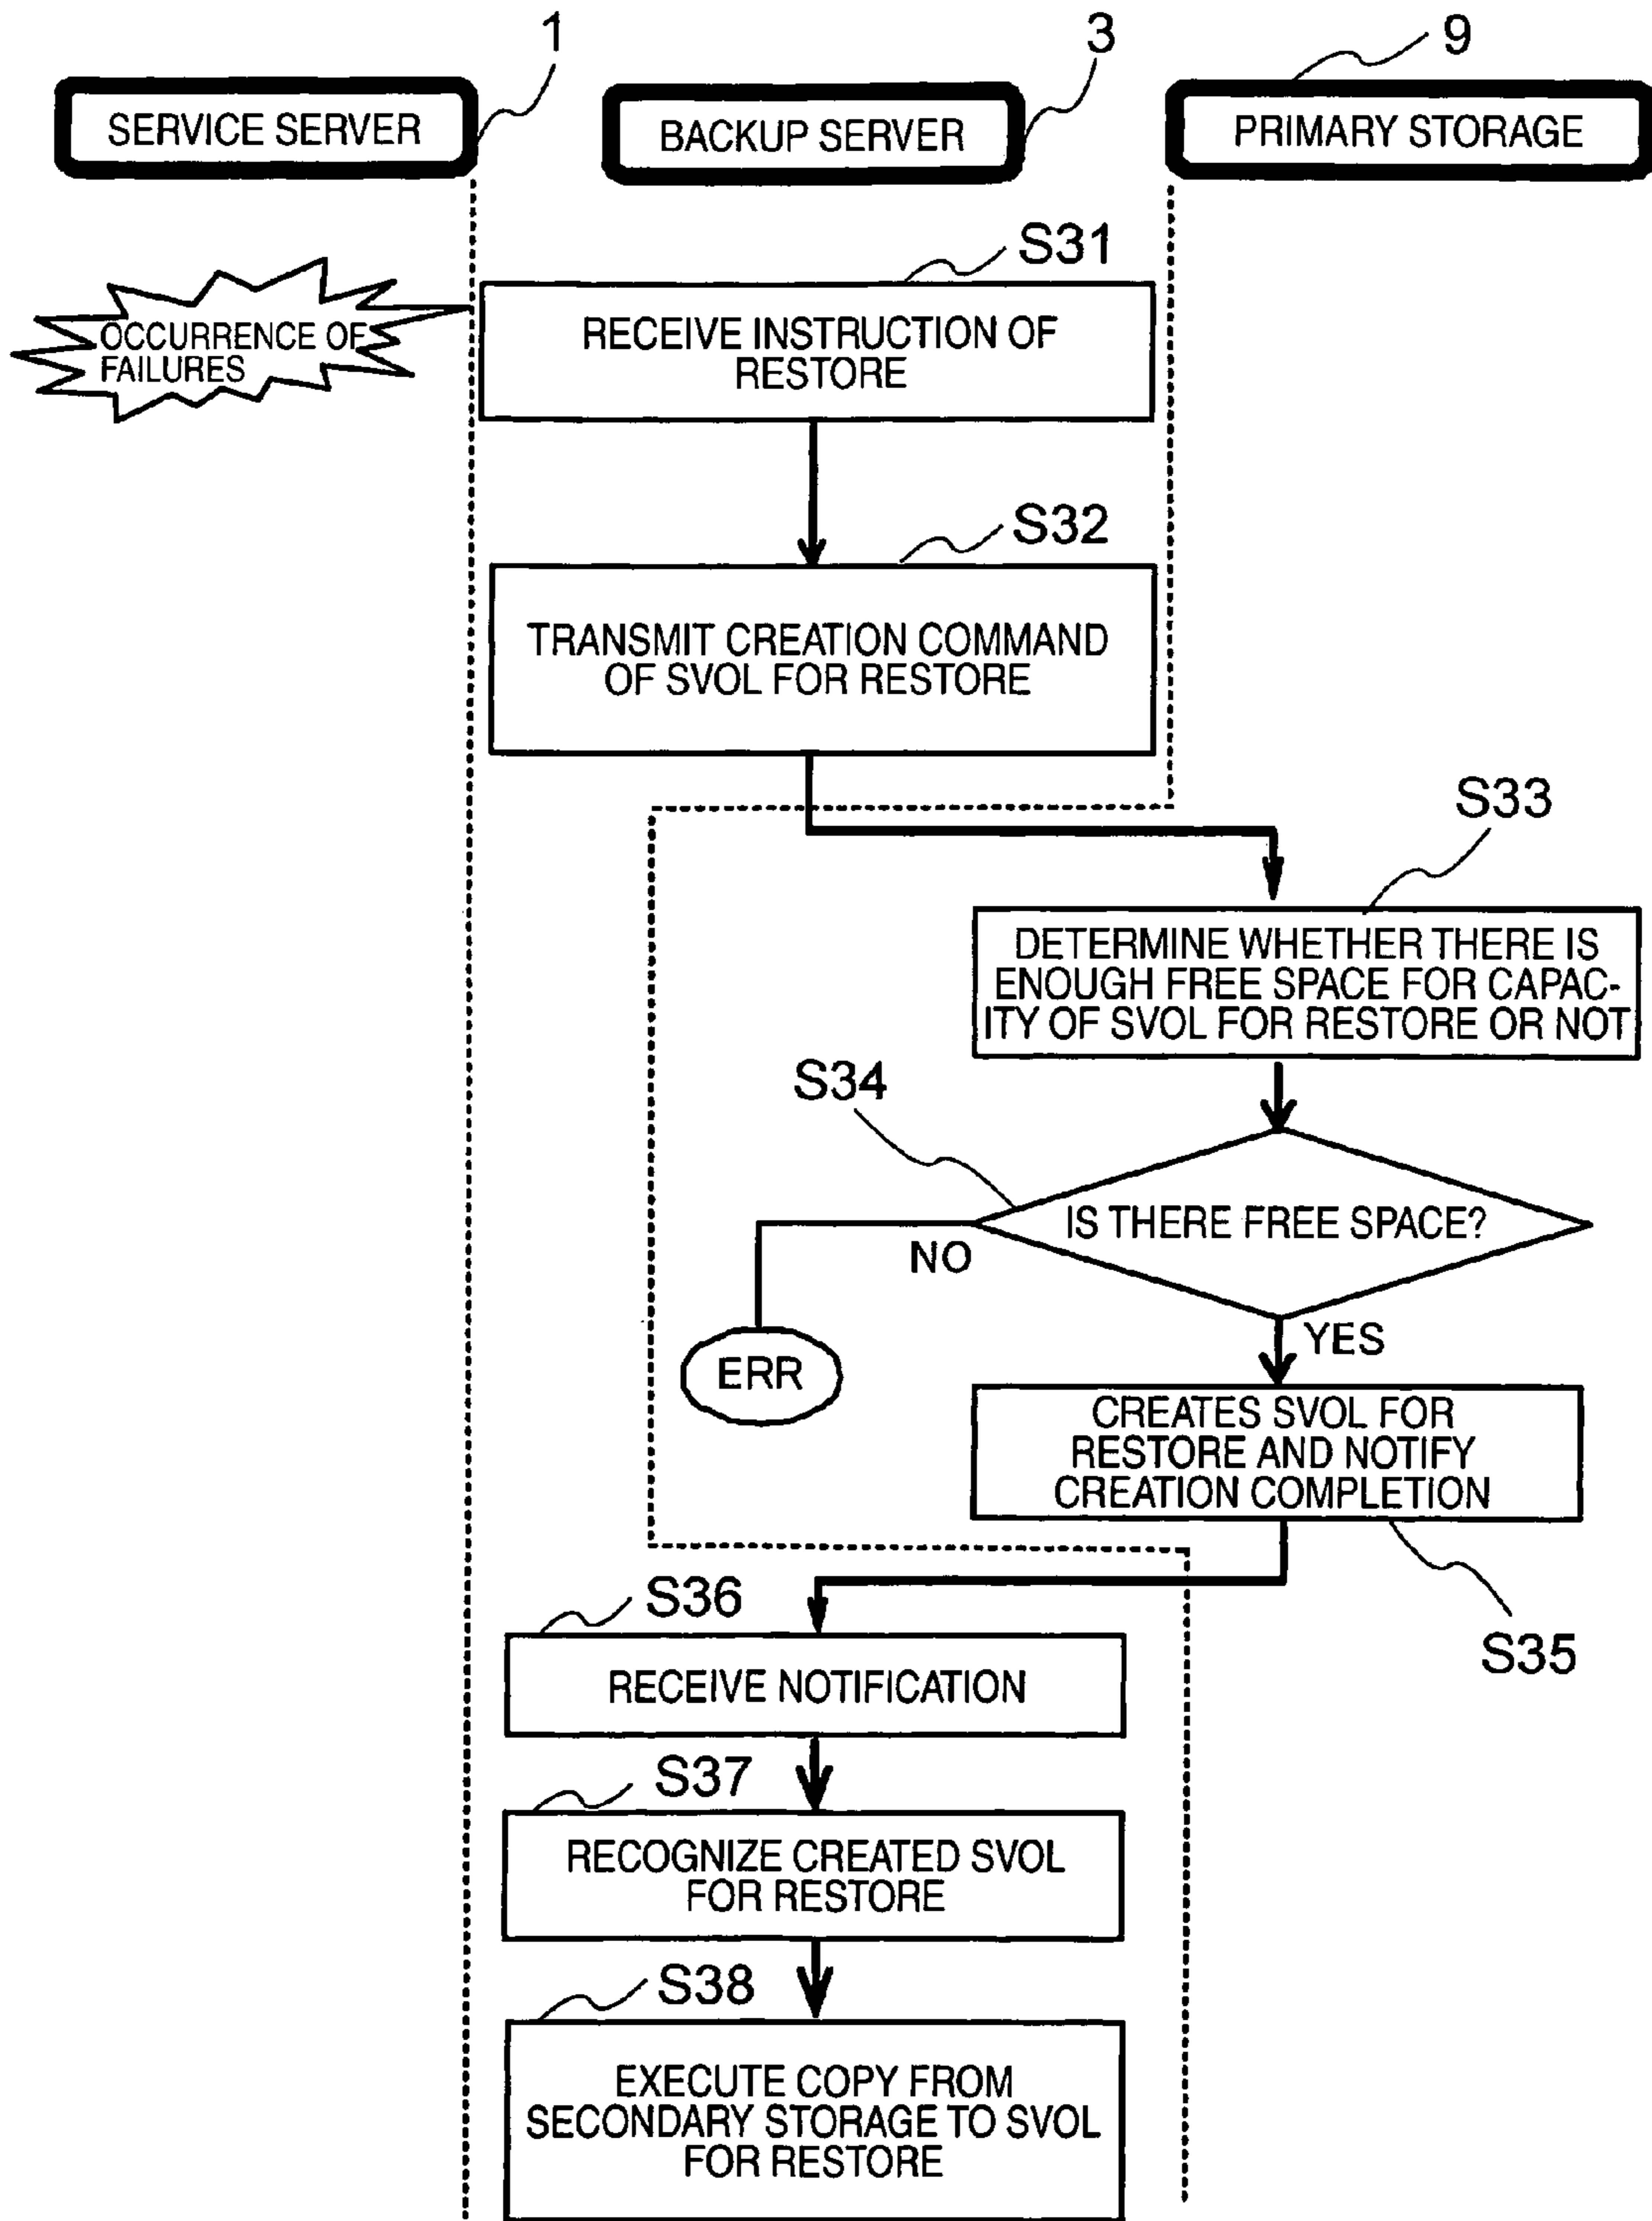 1
3
9
SERVICE SERVER
BACKUP SERVER
PRIMARY STORAGE
S31
OCCURRENCE OF
FAILURES
RECEIVE INSTRUCTION OF
RESTORE
S32
TRANSMIT CREATION COMMAND
OF SVOL FOR RESTORE
S33
DETERMINE WHETHER THERE IS
ENOUGH FREE SPACE FOR CAPAC-
ITY OF SVOL FOR RESTORE OR NOT
S34
IS THERE FREE SPACE?
NO
YES
ERR
CREATES SVOL FOR
RESTORE AND NOTIFY
CREATION COMPLETION
S35
S36
RECEIVE NOTIFICATION
S37
RECOGNIZE CREATED SVOL
FOR RESTORE
S38
EXECUTE COPY FROM
SECONDARY STORAGE TO SVOL
FOR RESTORE